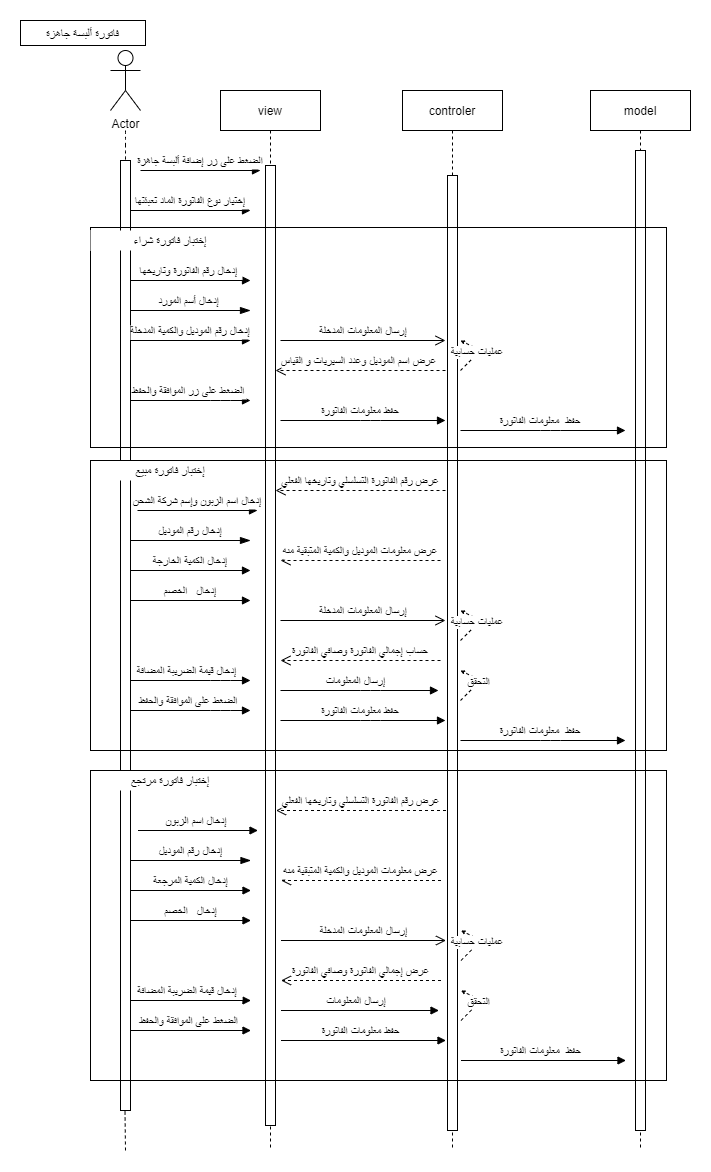 فاتورة ألبسة جاهزة
Actor
view
controler
model
الضغط على زر إضافة ألبسة جاهزة
إختيار نوع الفاتورة الماد تعبئتها
إختيار فاتورة شراء
إدخال رقم الفاتورة وتاريخها
إدخال أسم المورد
إدخال رقم الموديل والكمية المدخلة
إرسال المعلومات المدخلة
عمليات حسابية
عرض اسم الموديل وعدد السيريات و القياس
الضغط على زر الموافقة والحفظ
حفظ معلومات الفاتورة
حفظ معلومات الفاتورة
إختيار فاتورة مبيع
عرض رقم الفاتورة التسلسلي وتاريخها الفعلي
إدخال اسم الزبون وإسم شركة الشحن
إدخال رقم الموديل
عرض معلومات الموديل والكمية المتبقية منه
إدخال الكمية الخارجة
إدخال الخصم
إرسال المعلومات المدخلة
عمليات حسابية
حساب إجمالي الفاتورة وصافي الفاتورة
إدخال قيمة الضريبة المضافة
إرسال المعلومات
التحقق
الضغط على الموافقة والحفظ
حفظ معلومات الفاتورة
حفظ معلومات الفاتورة
إختيار فاتورة مرتجع
عرض رقم الفاتورة التسلسلي وتاريخها الفعلي
إدخال اسم الزبون
إدخال رقم الموديل
عرض معلومات الموديل والكمية المتبقية منه
إدخال الكمية المرجعة
إدخال الخصم
إرسال المعلومات المدخلة
عمليات حسابية
عرض إجمالي الفاتورة وصافي الفاتورة
إدخال قيمة الضريبة المضافة
إرسال المعلومات
التحقق
الضغط على الموافقة والحفظ
حفظ معلومات الفاتورة
حفظ معلومات الفاتورة